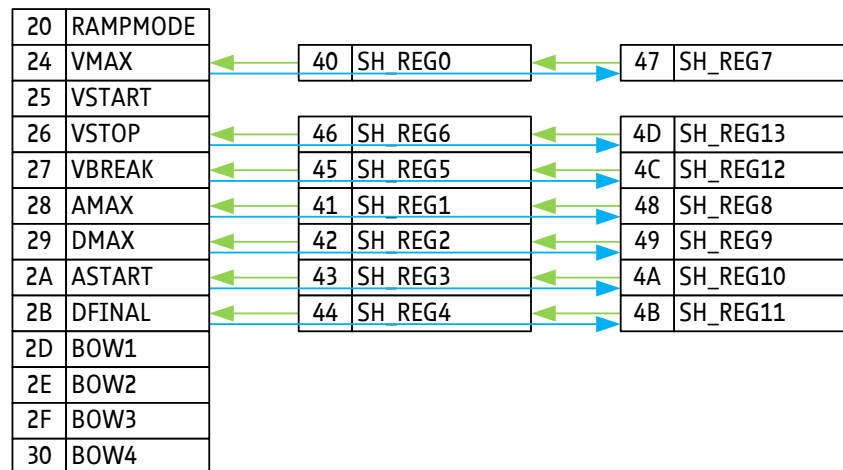 20 RAMPMODE
24 VMAX 40 SH_REG0 47 SH_REG7
25 VSTART
26 VSTOP 46 SH_REG6 4D SH_REG13
27 VBREAK 45 SH_REG5 4C SH_REG12
28 AMAX 41 SH_REG1 48 SH_REG8
29 DMAX 42 SH_REG2 49 SH_REG9
2A ASTART 43 SH_REG3 4A SH_REG10
2B DFINAL 44 SH_REG4 4B SH_REG11
2D BOW1
2E BOW2
2F BOW3
30 BOW4